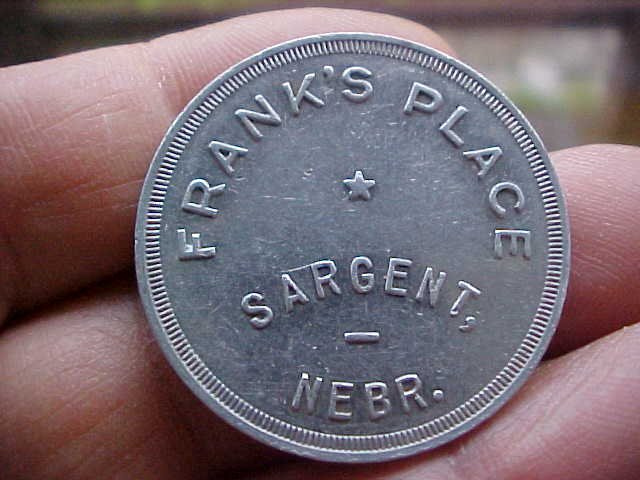 FRANK'S PLACE
SARGENT,
NEBR.